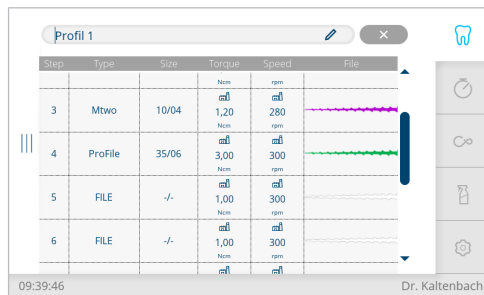 Profil 1
Step Type Size Torque Speed File
Ncm rpm
3 Mtwo 10/04 1,20 280
Ncm rpm
4 ProFile 35/06 3,00 300
Ncm rpm
5 FILE -/- 1,00 300
Ncm rpm
6 FILE -/- 1,00 300
Ncm rpm
09:39:46 Dr. Kaltenbach